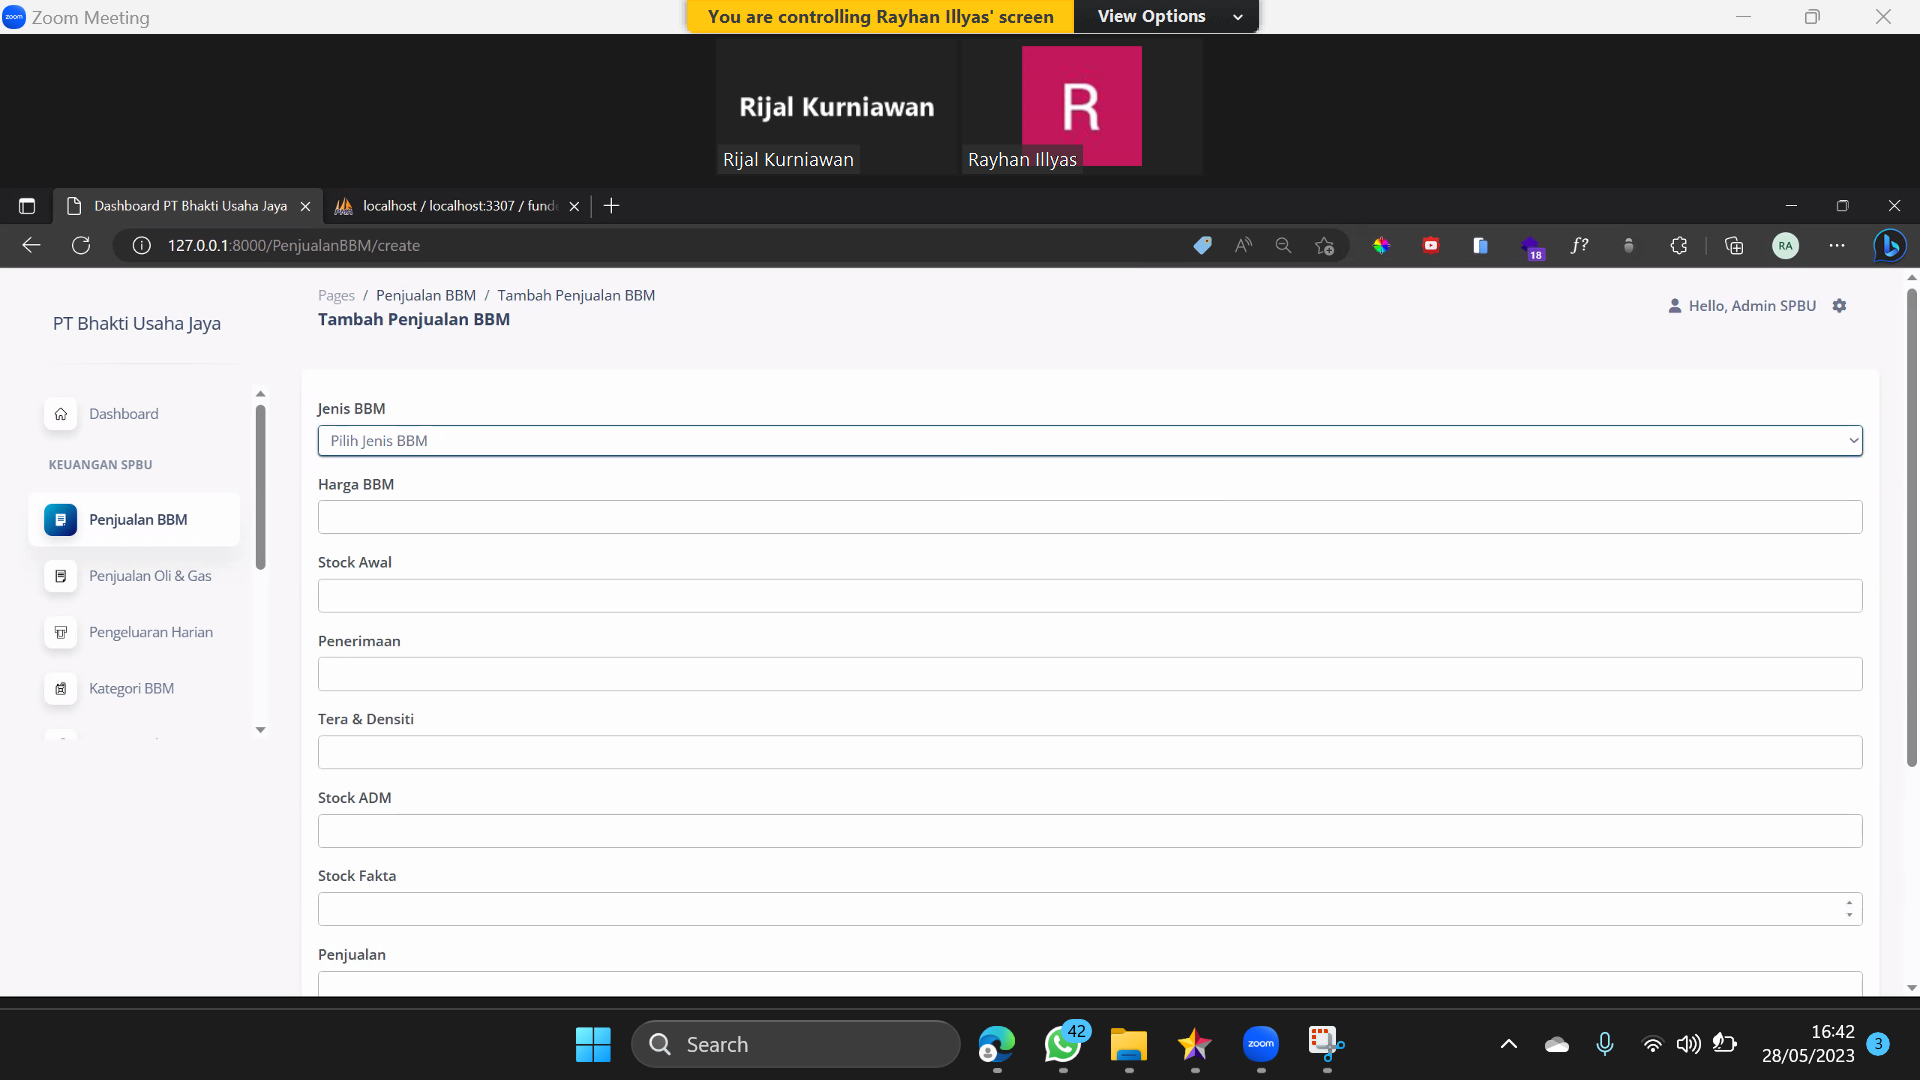 zoom Zoom Meeting
You are controlling Rayhan Illyas' screen View Options
Rijal Kurniawan
R
Rijal Kurniawan
Rayhan Illyas
Dashboard PT Bhakti Usaha Jaya
localhost / localhost:3307 / fund
127.0.0.1:8000/PenjualanBBM/create
A
18
f?
RA
PT Bhakti Usaha Jaya
Pages / Penjualan BBM / Tambah Penjualan BBM
Tambah Penjualan BBM
Hello, Admin SPBU
Dashboard
KEUANGAN SPBU
Penjualan BBM
Penjualan Oli & Gas
Pengeluaran Harian
Kategori BBM
Jenis BBM
Pilih Jenis BBM
Harga BBM
Stock Awal
Penerimaan
Tera & Densiti
Stock ADM
Stock Fakta
Penjualan
Search
42
zoom
16:42
28/05/2023
3